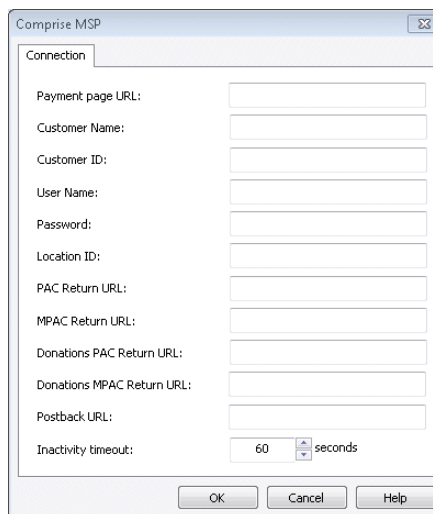 Comprise MSP
Connection
Payment page URL:
Customer Name:
Customer ID:
User Name:
Password:
Location ID:
PAC Return URL:
MPAC Return URL:
Donations PAC Return URL:
Donations MPAC Return URL:
Postback URL:
Inactivity timeout: 60 seconds
OK Cancel Help